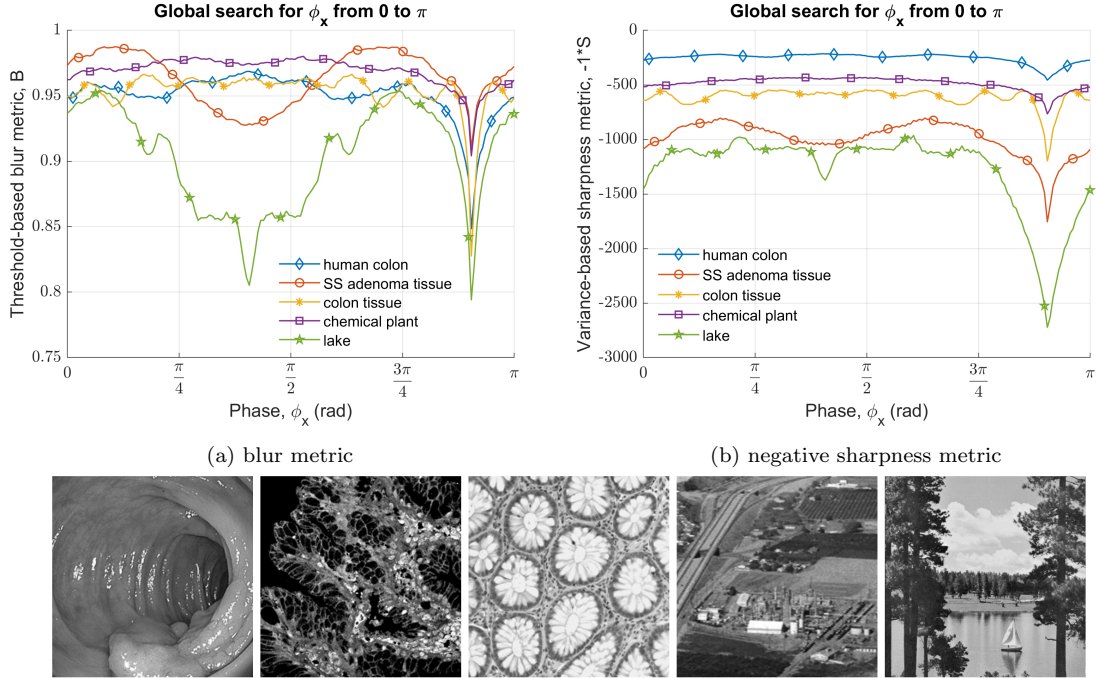 Global search for ϕx from 0 to π
Threshold-based blur metric, B
1
0.95
0.9
0.85
0.8
0.75
human colon
SS adenoma tissue
colon tissue
chemical plant
lake
0
π/4
π/2
3π/4
π
Phase, ϕx (rad)
(a) blur metric
Global search for ϕx from 0 to π
Variance-based sharpness metric, -1*S
0
-500
-1000
-1500
-2000
-2500
-3000
human colon
SS adenoma tissue
colon tissue
chemical plant
lake
0
π/4
π/2
3π/4
π
Phase, ϕx (rad)
(b) negative sharpness metric